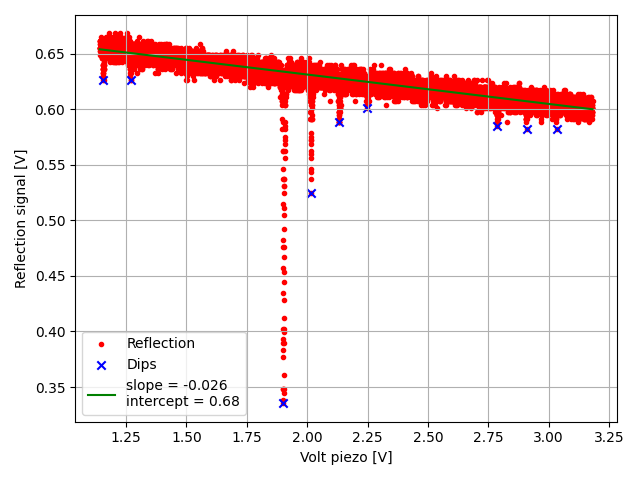 0.65
0.60
0.55
0.50
0.45
0.40
0.35
Reflection signal [V]
Reflection
Dips
slope = -0.026
intercept = 0.68
1.25 1.50 1.75 2.00 2.25 2.50 2.75 3.00 3.25
Volt piezo [V]